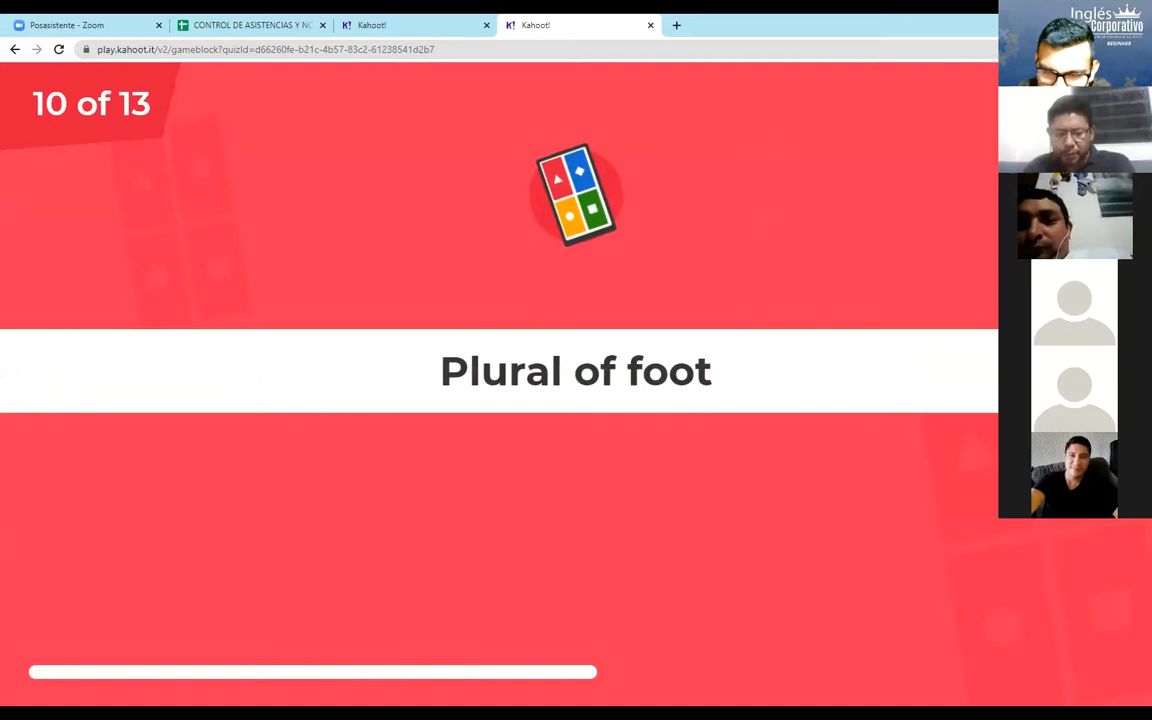 Posasistente - Zoom
CONTROL DE ASISTENCIAS Y NO
Kahoot!
Kahoot!
play.kahoot.it/v2/gameblock?quizId=d66260fe-b21c-4b57-83c2-61238541d2b7
10 of 13
Plural of foot
Inglés
Corporativo
BEGINNER